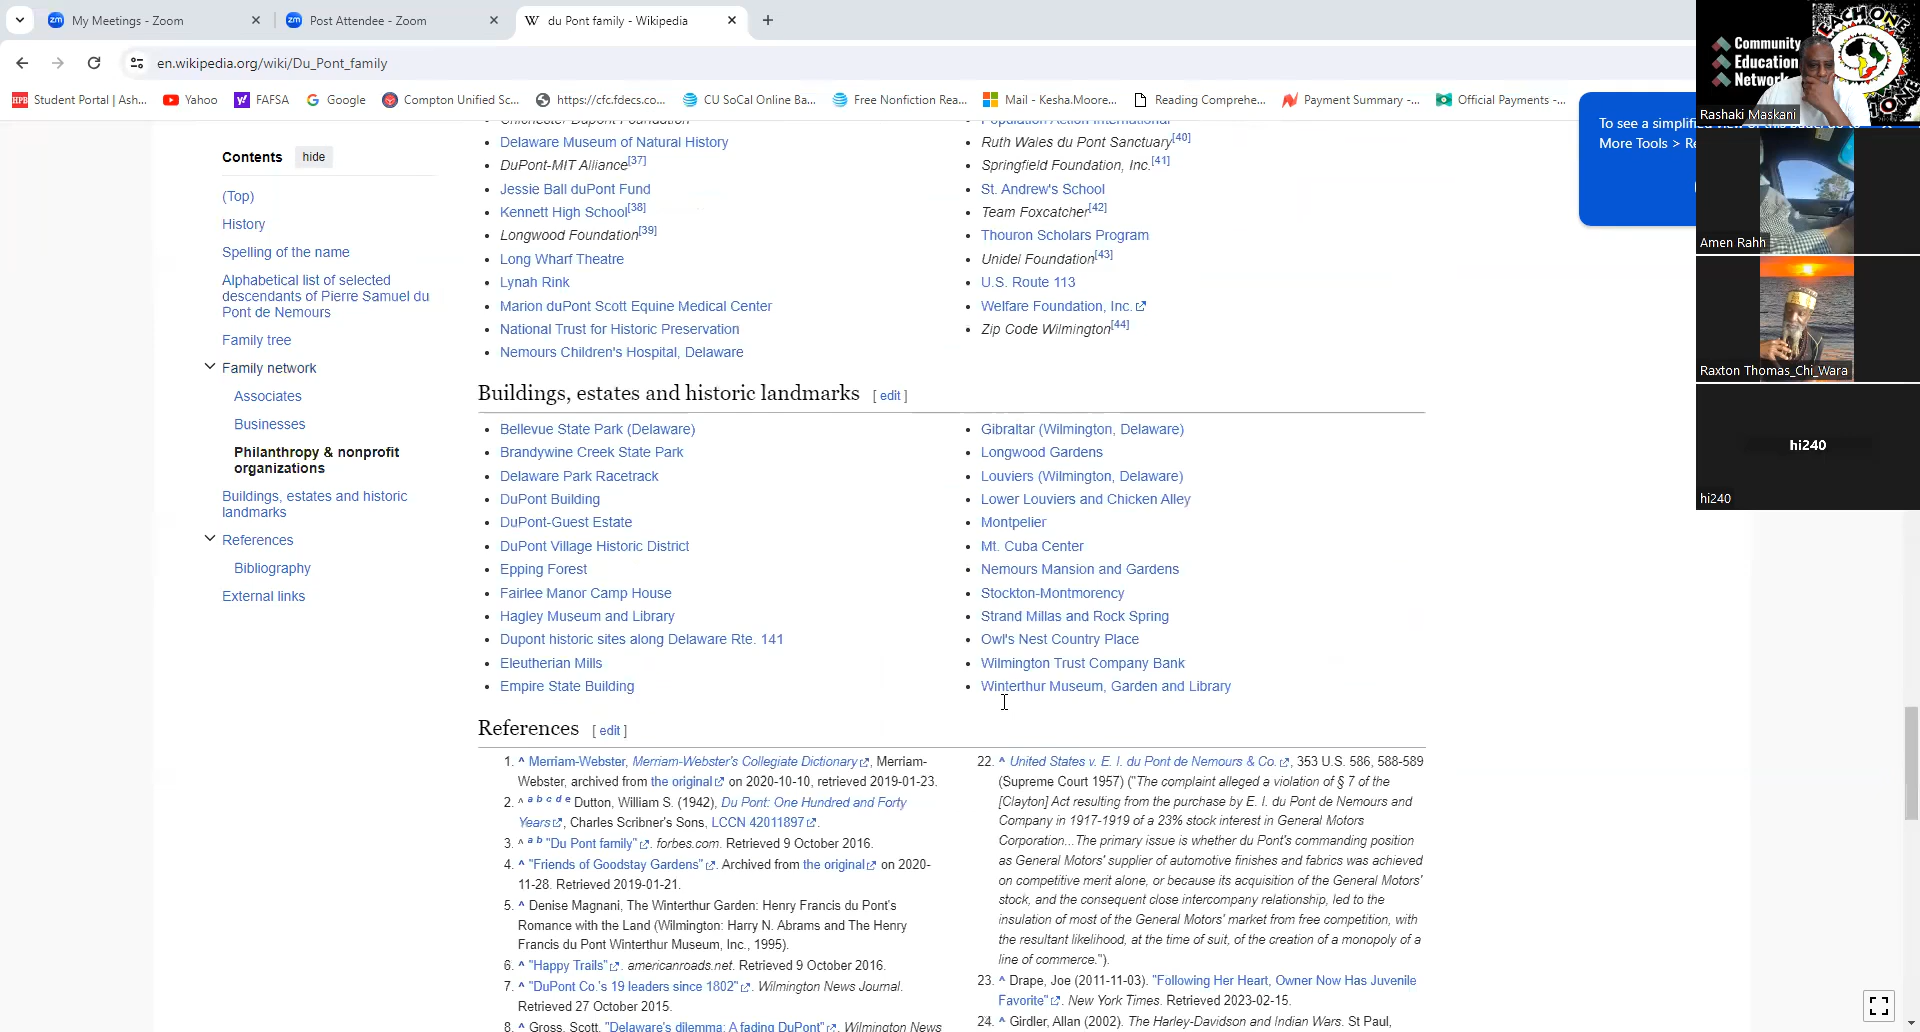 My Meetings - Zoom
Post Attendee - Zoom
du Pont family - Wikipedia
en.wikipedia.org/wiki/Du_Pont_family
Student Portal | Ash...
Yahoo
FAFSA
Google
Compton Unified Sc...
https://cfc.fdecs.co...
CU SoCal Online Ba...
Free Nonfiction Rea...
Mail - Kesha.Moore...
Reading Comprehe...
Payment Summary -...
Official Payments -...
Contents hide
(Top)
History
Spelling of the name
Alphabetical list of selected
descendants of Pierre Samuel du
Pont de Nemours
Family tree
Family network
Associates
Businesses
Philanthropy & nonprofit
organizations
Buildings, estates and historic
landmarks
References
Bibliography
External links
Chichester Dupont Foundation
Delaware Museum of Natural History
DuPont-MIT Alliance[37]
Jessie Ball duPont Fund
Kennett High School[38]
Longwood Foundation[39]
Long Wharf Theatre
Lynah Rink
Marion duPont Scott Equine Medical Center
National Trust for Historic Preservation
Nemours Children's Hospital, Delaware
Population Action International
Ruth Wales du Pont Sanctuary[40]
Springfield Foundation, Inc.[41]
St. Andrew's School
Team Foxcatcher[42]
Thouron Scholars Program
Unidel Foundation[43]
U.S. Route 113
Welfare Foundation, Inc.
Zip Code Wilmington[44]
Buildings, estates and historic landmarks [ edit ]
Bellevue State Park (Delaware)
Brandywine Creek State Park
Delaware Park Racetrack
DuPont Building
DuPont-Guest Estate
DuPont Village Historic District
Epping Forest
Fairlee Manor Camp House
Hagley Museum and Library
Dupont historic sites along Delaware Rte. 141
Eleutherian Mills
Empire State Building
Gibraltar (Wilmington, Delaware)
Longwood Gardens
Louviers (Wilmington, Delaware)
Lower Louviers and Chicken Alley
Montpelier
Mt. Cuba Center
Nemours Mansion and Gardens
Stockton-Montmorency
Strand Millas and Rock Spring
Owl's Nest Country Place
Wilmington Trust Company Bank
Winterthur Museum, Garden and Library
References [ edit ]
1. ^ Merriam-Webster, Merriam-Webster's Collegiate Dictionary, Merriam-
Webster, archived from the original on 2020-10-10, retrieved 2019-01-23.
2. ^ a b c d e Dutton, William S. (1942), Du Pont: One Hundred and Forty
Years, Charles Scribner's Sons, LCCN 42011897.
3. ^ a b "Du Pont family". forbes.com. Retrieved 9 October 2016.
4. ^ "Friends of Goodstay Gardens". Archived from the original on 2020-
11-28. Retrieved 2019-01-21.
5. ^ Denise Magnani, The Winterthur Garden: Henry Francis du Pont's
Romance with the Land (Wilmington: Harry N. Abrams and The Henry
Francis du Pont Winterthur Museum, Inc., 1995).
6. ^ "Happy Trails". americanroads.net. Retrieved 9 October 2016.
7. ^ "DuPont Co.'s 19 leaders since 1802". Wilmington News Journal.
Retrieved 27 October 2015.
8. ^ Gross, Scott. "Delaware's dilemma: A fading DuPont". Wilmington News
22. ^ United States v. E. I. du Pont de Nemours & Co., 353 U.S. 586, 588-589
(Supreme Court 1957) ("The complaint alleged a violation of § 7 of the
[Clayton] Act resulting from the purchase by E. I. du Pont de Nemours and
Company in 1917-1919 of a 23% stock interest in General Motors
Corporation...The primary issue is whether du Pont's commanding position
as General Motors' supplier of automotive finishes and fabrics was achieved
on competitive merit alone, or because its acquisition of the General Motors'
stock, and the consequent close intercompany relationship, led to the
insulation of most of the General Motors' market from free competition, with
the resultant likelihood, at the time of suit, of the creation of a monopoly of a
line of commerce.").
23. ^ Drape, Joe (2011-11-03). "Following Her Heart, Owner Now Has Juvenile
Favorite". New York Times. Retrieved 2023-02-15.
24. ^ Girdler, Allan (2002). The Harley-Davidson and Indian Wars. St Paul,
To see a simplified view of this
More Tools > Re
Community
Education
Network
EACH ONE
Rashaki Maskani
Amen Rahh
Raxton Thomas_Chi_Wara
hi240
hi240